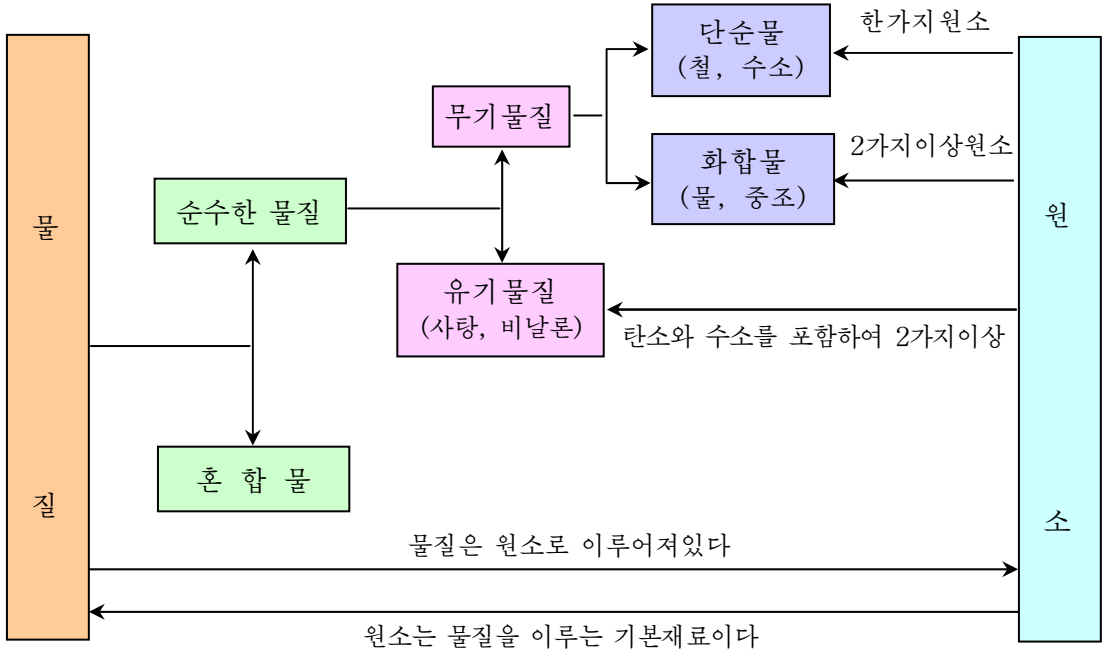 한가지원소
단순물
(철, 수소)
무기물질
2가지이상원소
화합물
(물, 중조)
순수한 물질
물
질
원
소
유기물질
(사탕, 비날론)
탄소와 수소를 포함하여 2가지이상
혼 합 물
물질은 원소로 이루어져있다
원소는 물질을 이루는 기본재료이다